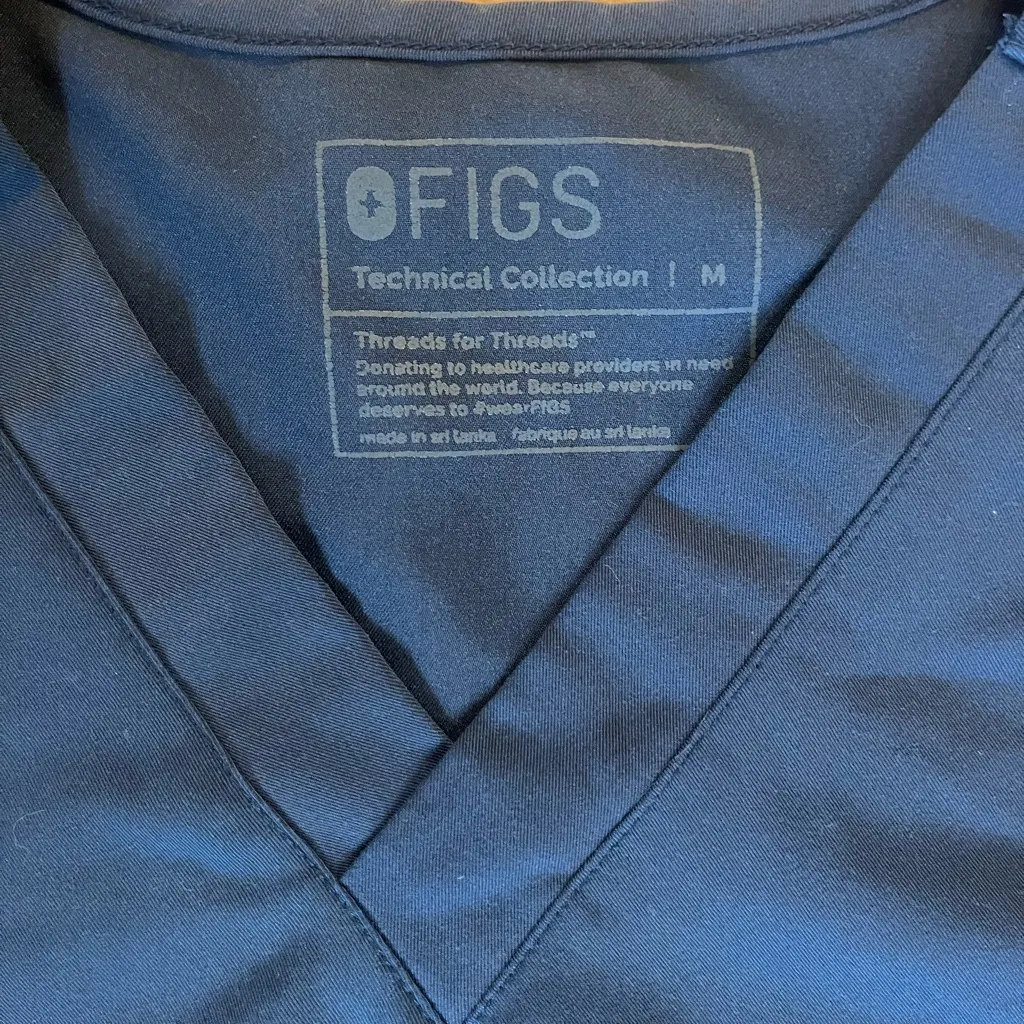 FIGS
Technical Collection | M
Threads for Threads™
Donating to healthcare providers in need
around the world. Because everyone
deserves to #wearFIGS
made in sri lanka fabriqué au sri lanka